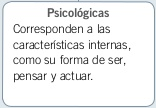 Psicológicas
Corresponden a las
características internas,
como su forma de ser,
pensar y actuar.